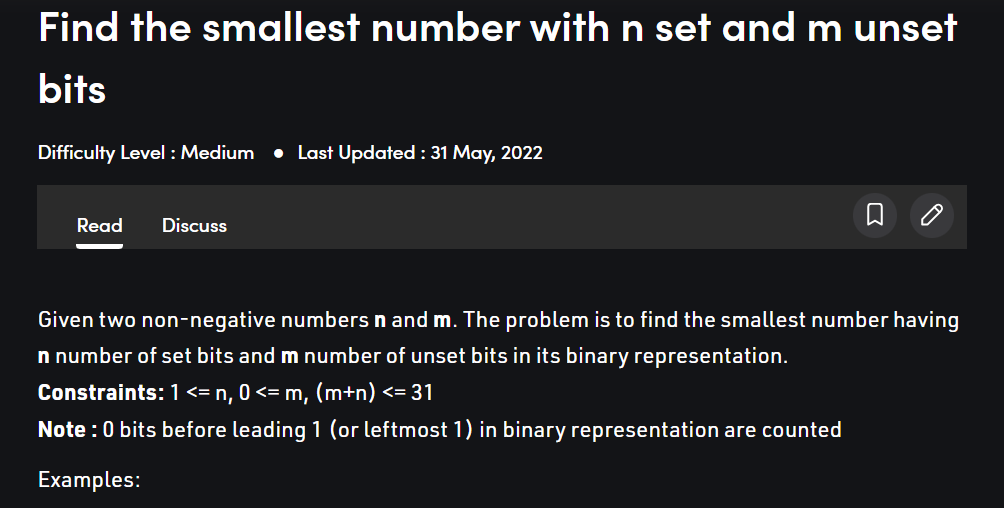 Find the smallest number with n set and m unset
bits
Difficulty Level : Medium ● Last Updated : 31 May, 2022
Read Discuss
Given two non-negative numbers n and m. The problem is to find the smallest number having
n number of set bits and m number of unset bits in its binary representation.
Constraints: 1 <= n, 0 <= m, (m+n) <= 31
Note : 0 bits before leading 1 (or leftmost 1) in binary representation are counted
Examples: